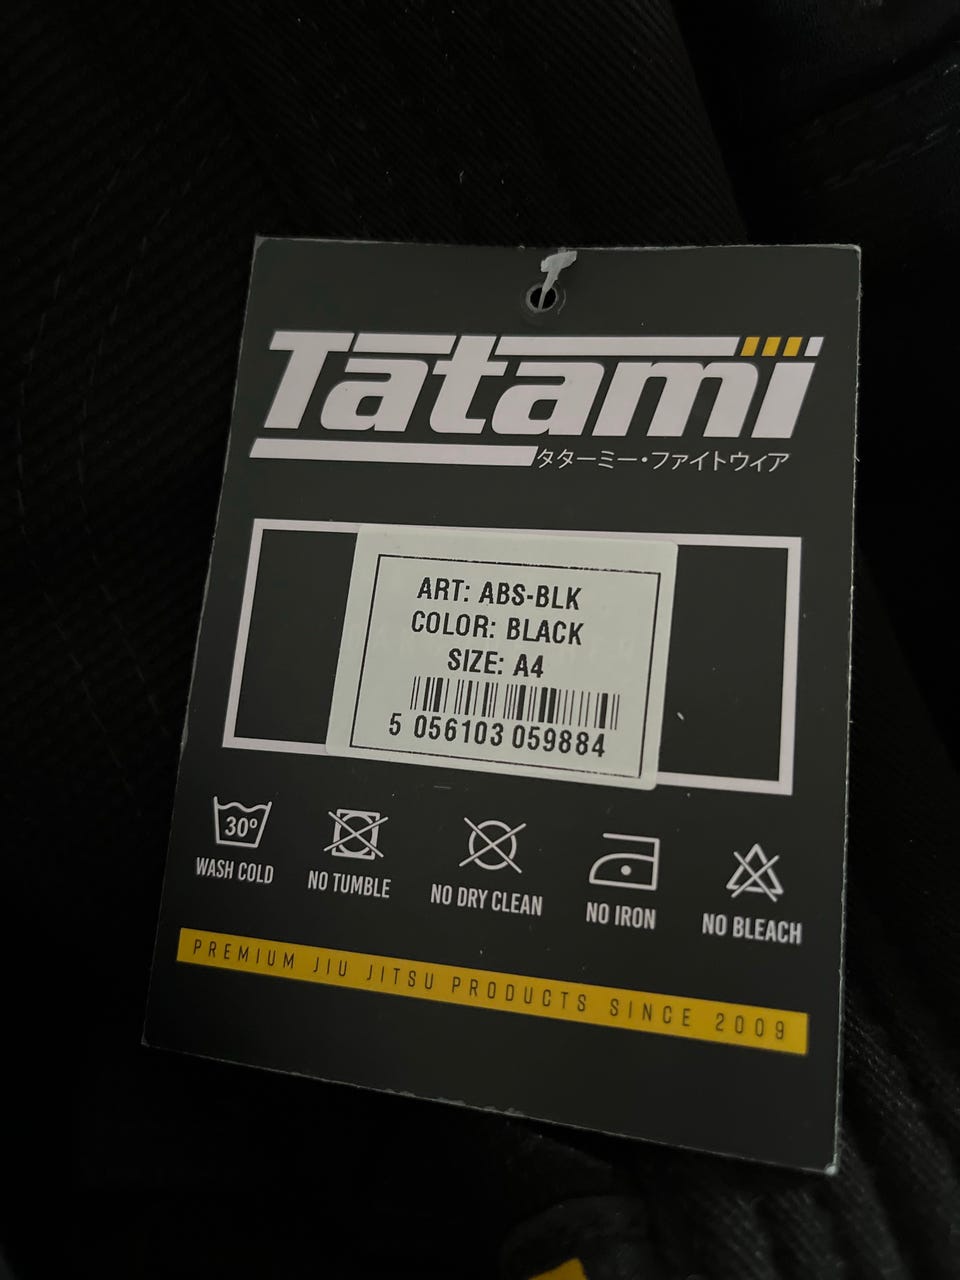 Tatami
タターミー・ファイトウィア
ART: ABS-BLK
COLOR: BLACK
SIZE: A4
5 056103 059884
30º
WASH COLD
NO TUMBLE
NO DRY CLEAN
NO IRON
NO BLEACH
PREMIUM JIU JITSU PRODUCTS SINCE 2009